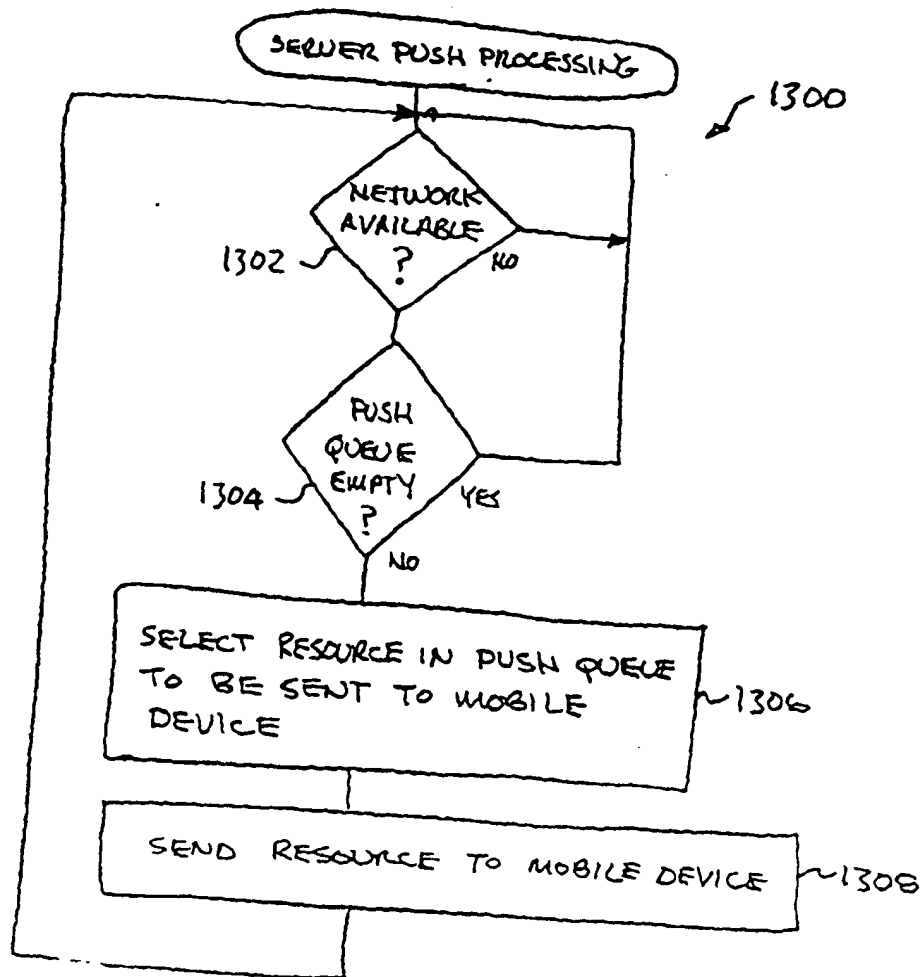 SERVER PUSH PROCESSING
1300
NETWORK
AVAILABLE
?
1302
NO
PUSH
QUEUE
EMPTY
?
1304
YES
NO
SELECT RESOURCE IN PUSH QUEUE
TO BE SENT TO MOBILE
DEVICE
1306
SEND RESOURCE TO MOBILE DEVICE
1308